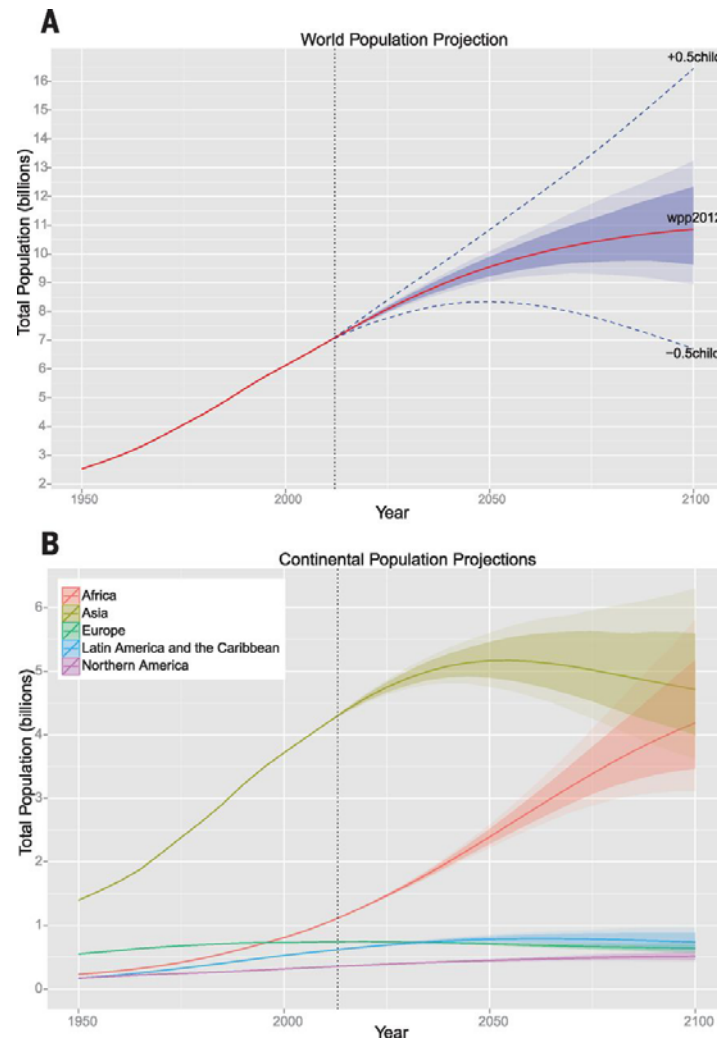 A
World Population Projection
+0.5child
16
15
14
13
12
wpp2012
11
10
9
8
7
6
-0.5child
5
4
3
2
Total Population (billions)
1950
2000
2050
2100
Year
B
Continental Population Projections
Africa
Asia
Europe
Latin America and the Caribbean
Northern America
6
5
4
3
2
1
0
Total Population (billions)
1950
2000
2050
2100
Year